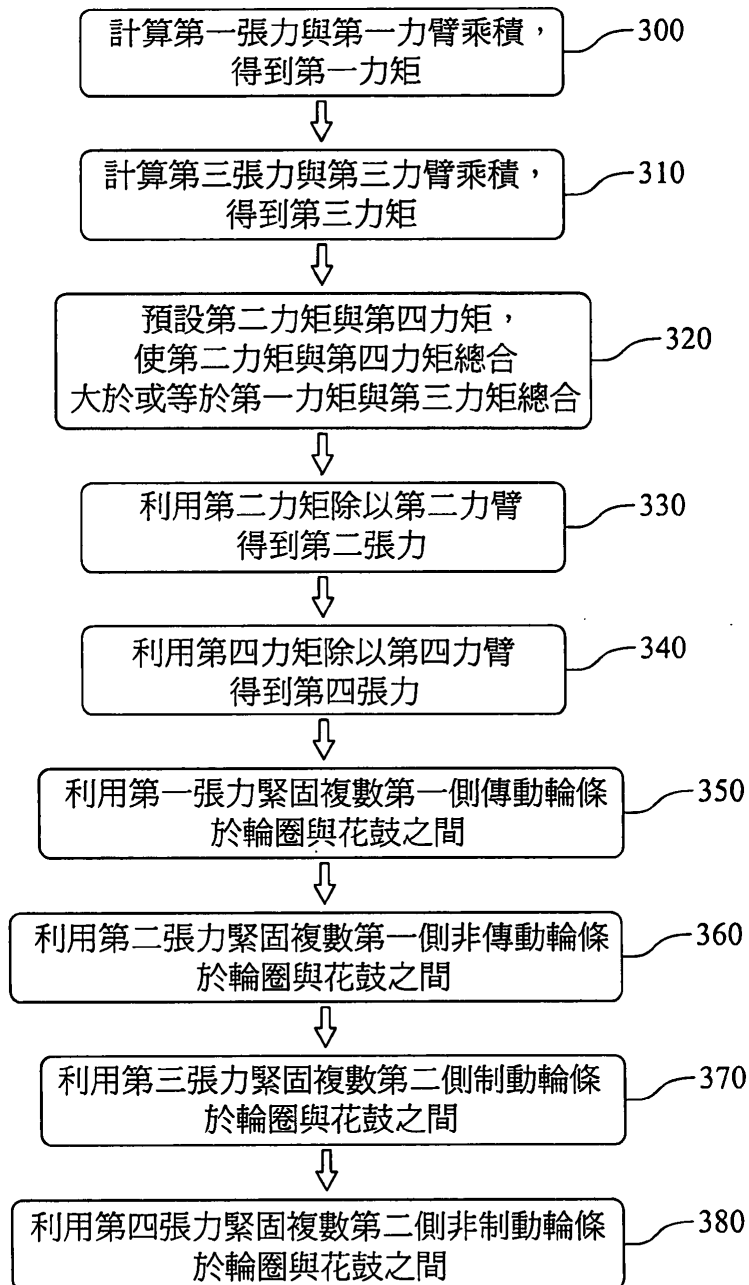 計算第一張力與第一力臂乘積，
得到第一力矩
300
計算第三張力與第三力臂乘積，
得到第三力矩
310
預設第二力矩與第四力矩，
使第二力矩與第四力矩總合
大於或等於第一力矩與第三力矩總合
320
利用第二力矩除以第二力臂
得到第二張力
330
利用第四力矩除以第四力臂
得到第四張力
340
利用第一張力緊固複數第一側傳動輪條
於輪圈與花鼓之間
350
利用第二張力緊固複數第一側非傳動輪條
於輪圈與花鼓之間
360
利用第三張力緊固複數第二側制動輪條
於輪圈與花鼓之間
370
利用第四張力緊固複數第二側非制動輪條
於輪圈與花鼓之間
380